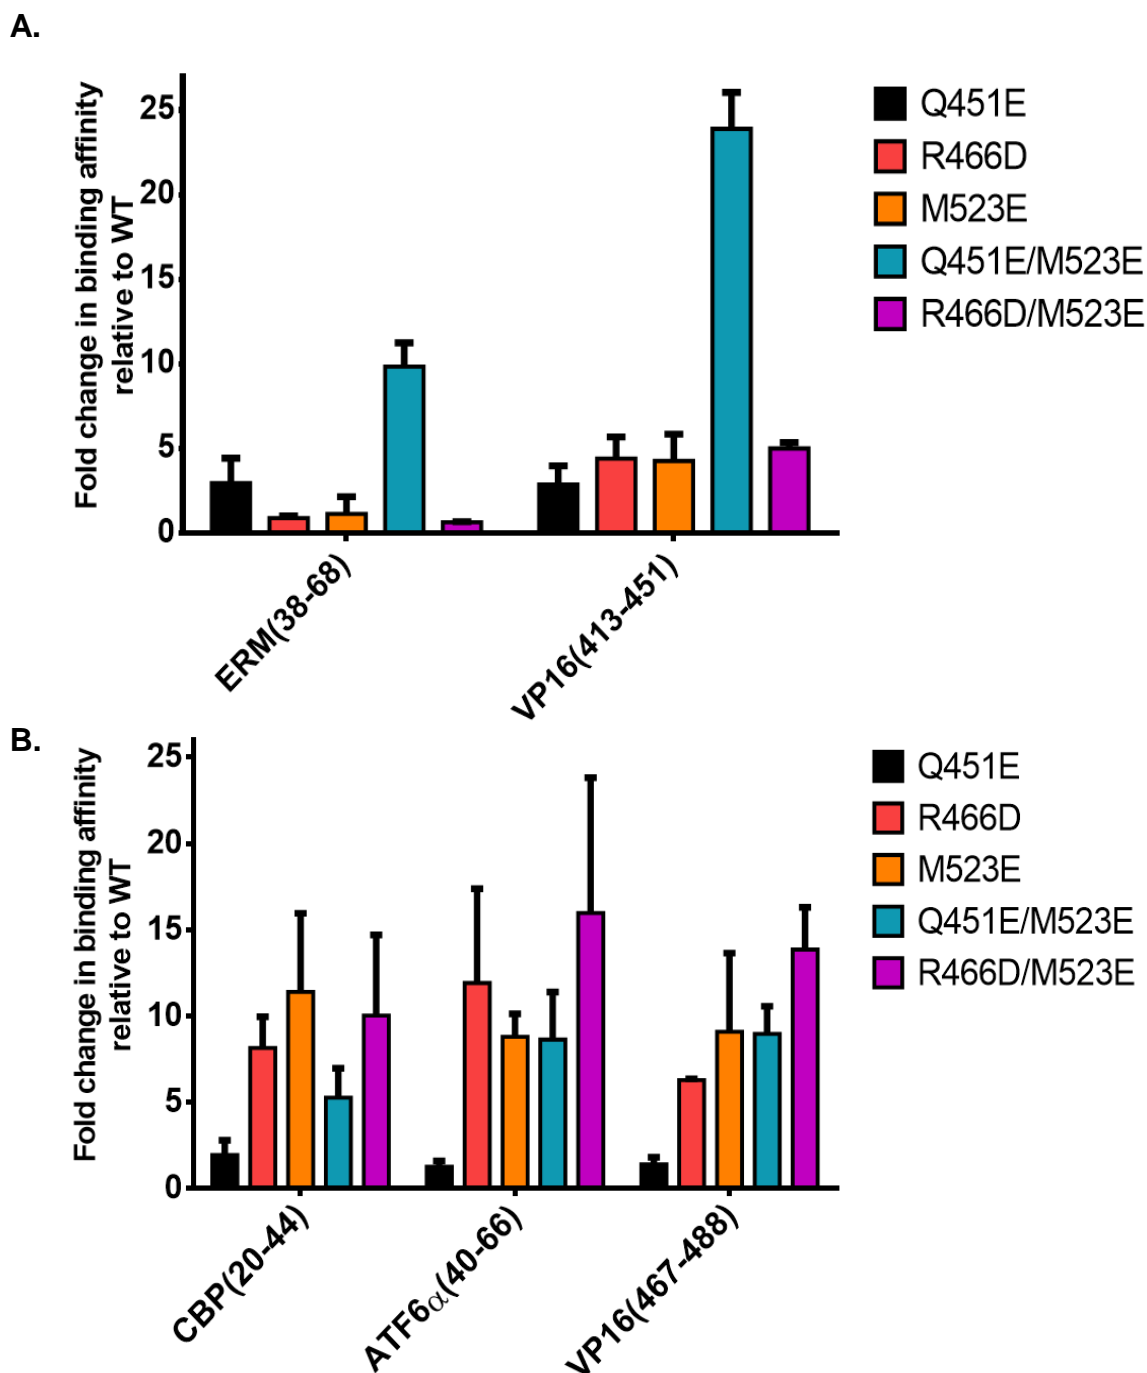 A.
Fold change in binding affinity
relative to WT
25
20
15
10
5
0
ERM(38-68)
VP16(413-451)
Q451E
R466D
M523E
Q451E/M523E
R466D/M523E
B.
Fold change in binding affinity
relative to WT
25
20
15
10
5
0
CBP(20-44)
ATF6α(40-66)
VP16(467-488)
Q451E
R466D
M523E
Q451E/M523E
R466D/M523E